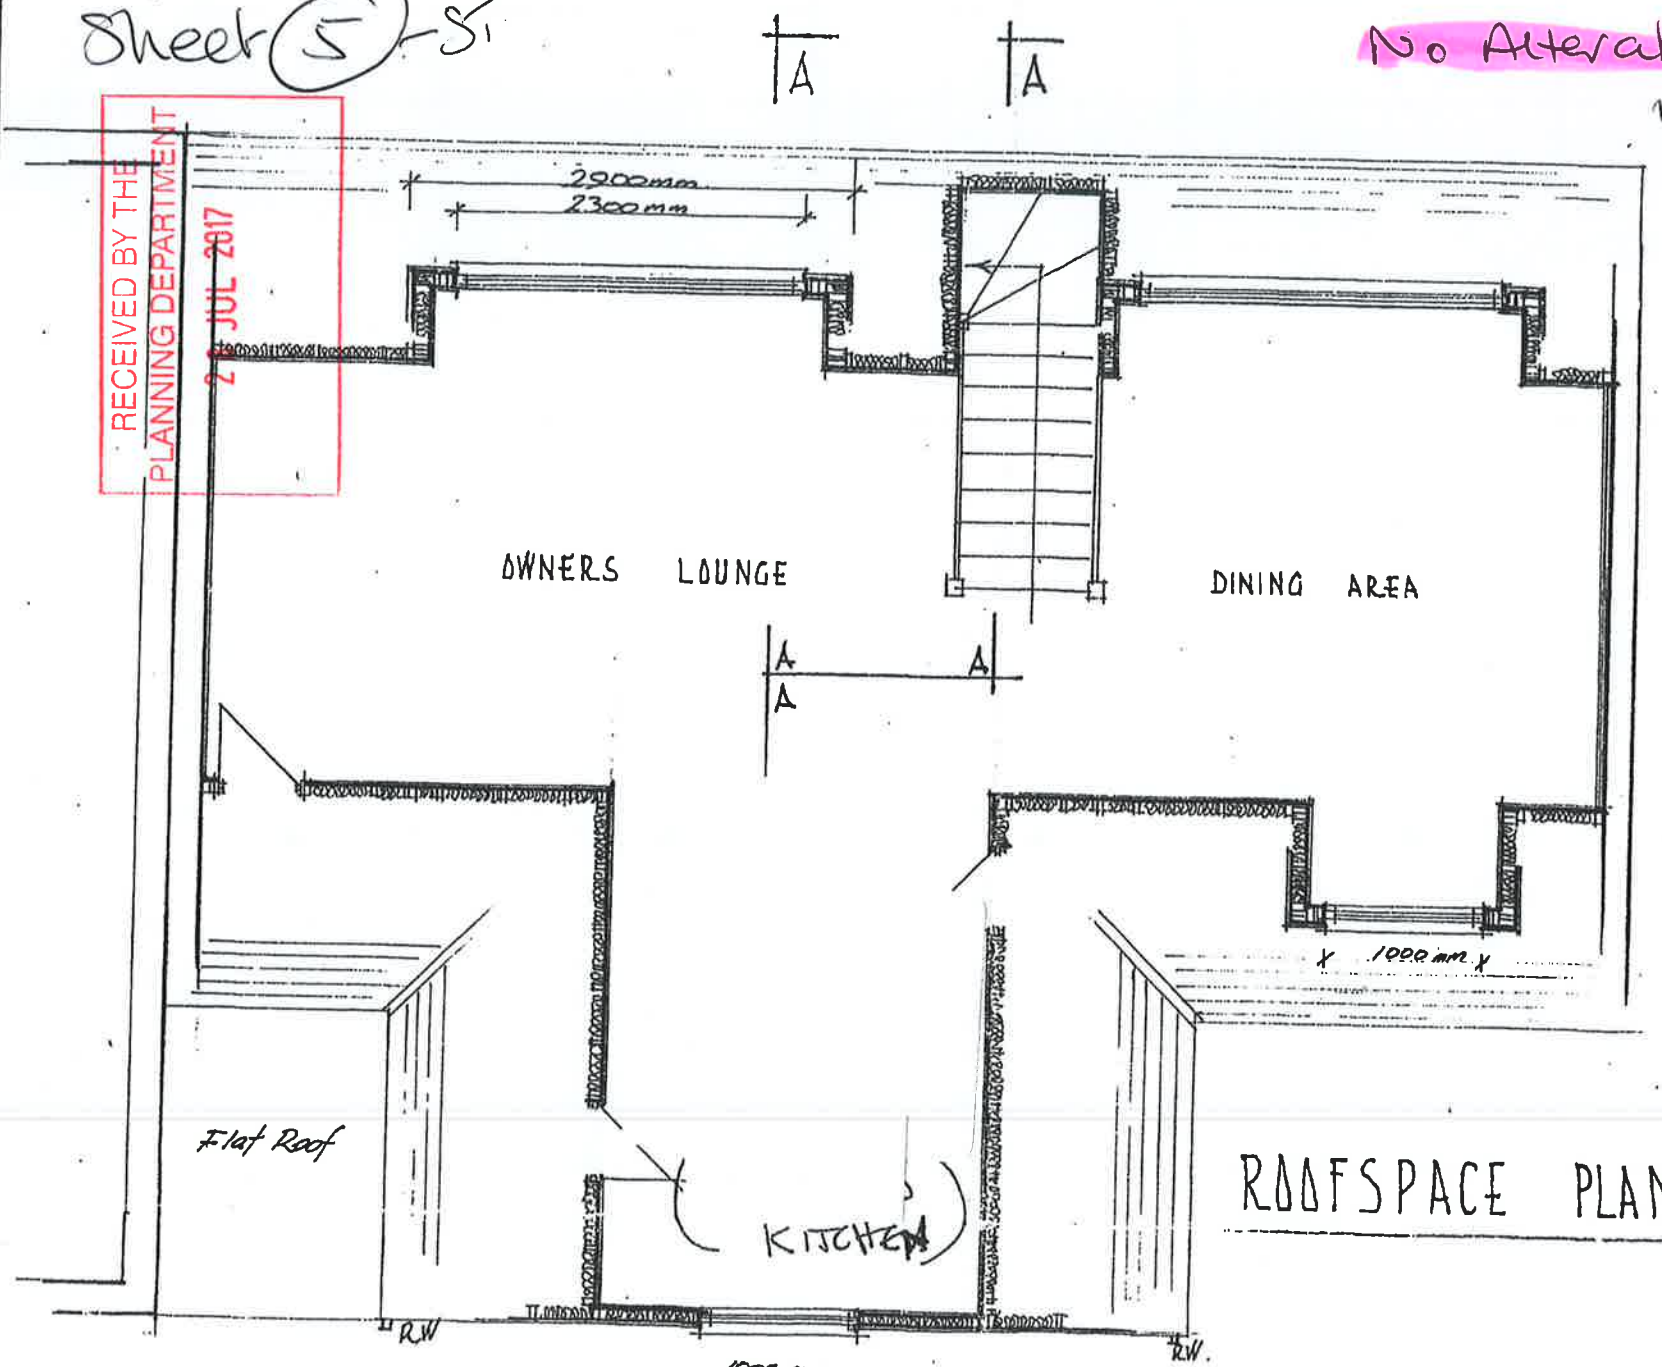 Sheet 5
A
A
No
RECEIVED BY THE
PLANNING DEPARTMENT
JUL 2017
2900mm
2300mm
OWNERS LOUNGE
DINING AREA
A
A
A
1000mm
Flat Roof
ROOFSPACE PLAN
KITCHEN
RW
RW.